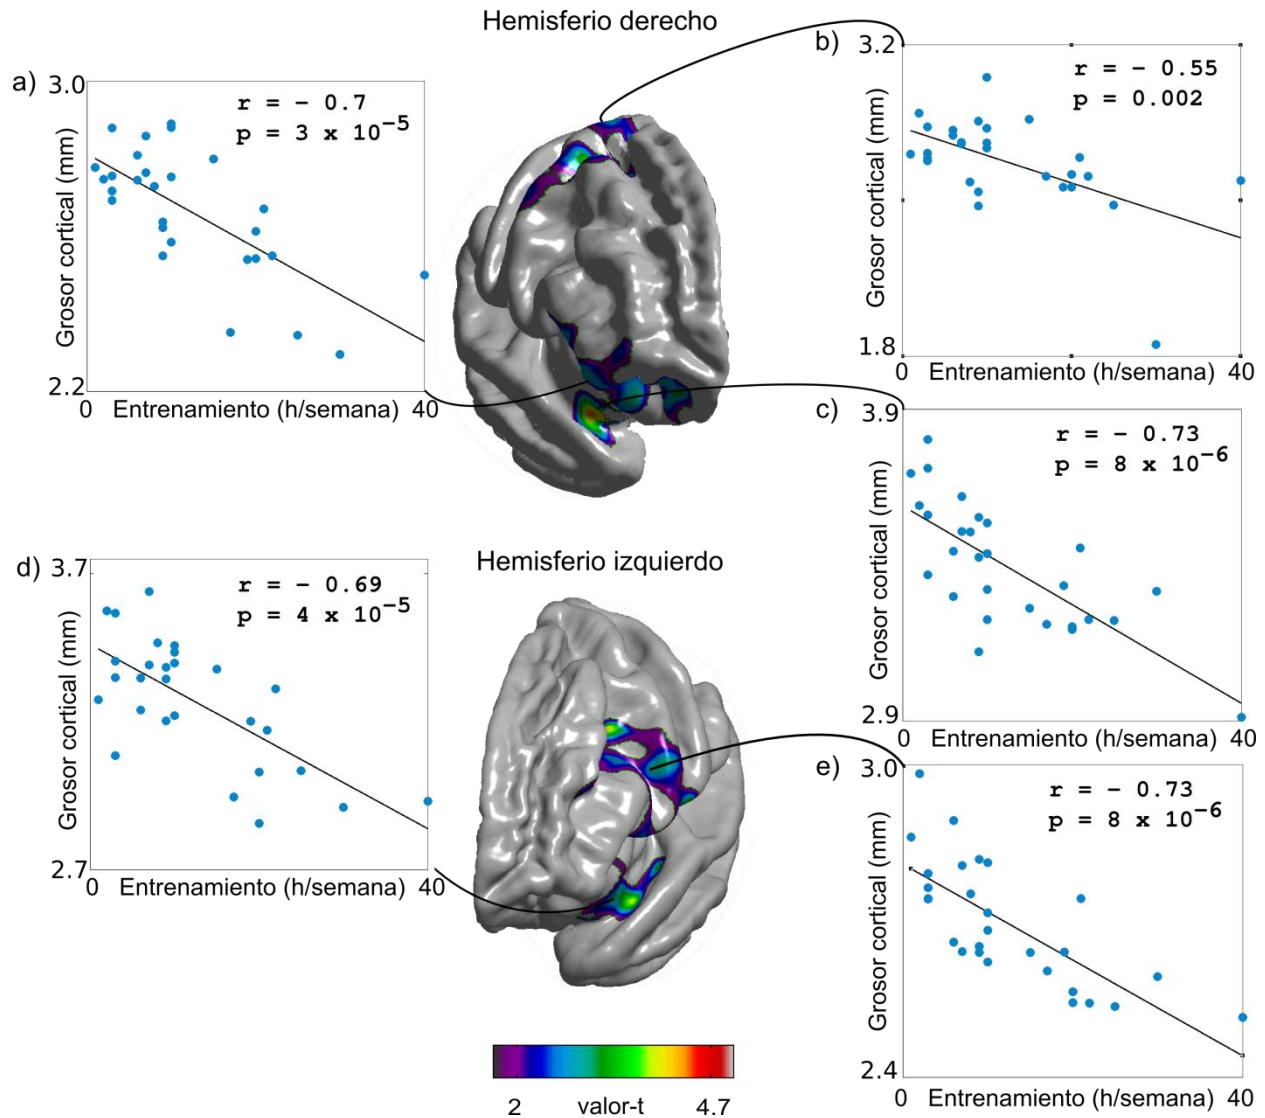 Hemisferio derecho
a)
3.0
r = - 0.7
p = 3 x 10⁻⁵
Grosor cortical (mm)
2.2
0
Entrenamiento (h/semana)
40
b)
3.2
r = - 0.55
p = 0.002
Grosor cortical (mm)
1.8
0
Entrenamiento (h/semana)
40
c)
3.9
r = - 0.73
p = 8 x 10⁻⁶
Grosor cortical (mm)
2.9
0
Entrenamiento (h/semana)
40
Hemisferio izquierdo
d)
3.7
r = - 0.69
p = 4 x 10⁻⁵
Grosor cortical (mm)
2.7
0
Entrenamiento (h/semana)
40
e)
3.0
r = - 0.73
p = 8 x 10⁻⁶
Grosor cortical (mm)
2.4
0
Entrenamiento (h/semana)
40
2
valor-t
4.7